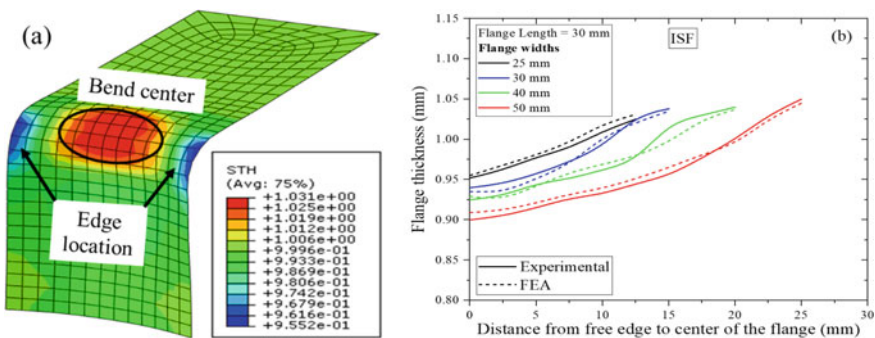 (a)
Bend center
Edge
location
STH
(Avg: 75%)
+1.031e+00
+1.025e+00
+1.019e+00
+1.012e+00
+1.006e+00
+9.996e-01
+9.933e-01
+9.869e-01
+9.806e-01
+9.742e-01
+9.679e-01
+9.616e-01
+9.552e-01
(b)
ISF
Flange Length = 30 mm
Flange widths
25 mm
30 mm
40 mm
50 mm
Experimental
FEA
Flange thickness (mm)
1.15
1.10
1.05
1.00
0.95
0.90
0.85
0.80
0
5
10
15
20
25
30
Distance from free edge to center of the flange (mm)